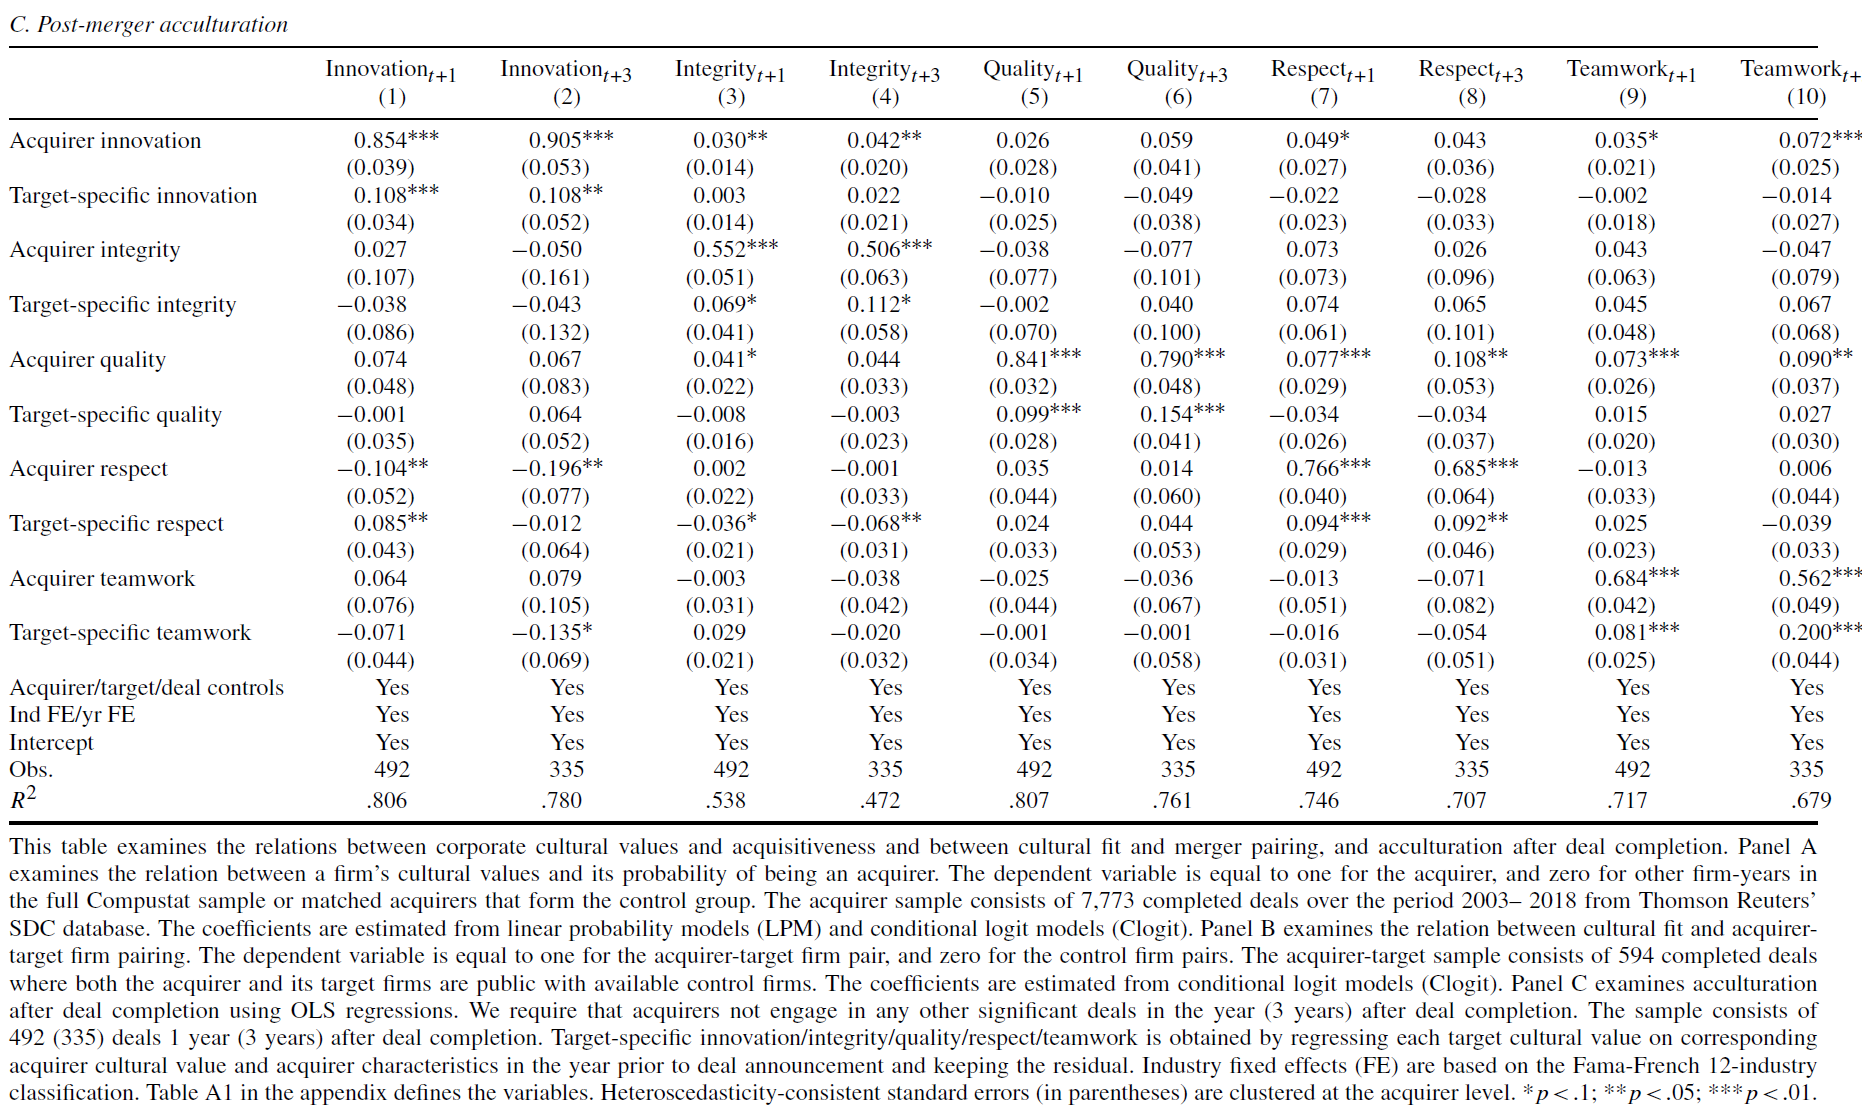 C. Post-merger acculturation
Innovation_{t+1} Innovation_{t+3} Integrity_{t+1} Integrity_{t+3} Quality_{t+1} Quality_{t+3} Respect_{t+1} Respect_{t+3} Teamwork_{t+1} Teamwork_{t+
(1) (2) (3) (4) (5) (6) (7) (8) (9) (10)
Acquirer innovation 0.854*** 0.905*** 0.030** 0.042** 0.026 0.059 0.049* 0.043 0.035* 0.072***
(0.039) (0.053) (0.014) (0.020) (0.028) (0.041) (0.027) (0.036) (0.021) (0.025)
Target-specific innovation 0.108*** 0.108** 0.003 0.022 −0.010 −0.049 −0.022 −0.028 −0.002 −0.014
(0.034) (0.052) (0.014) (0.021) (0.025) (0.038) (0.023) (0.033) (0.018) (0.027)
Acquirer integrity 0.027 −0.050 0.552*** 0.506*** −0.038 −0.077 0.073 0.026 0.043 −0.047
(0.107) (0.161) (0.051) (0.063) (0.077) (0.101) (0.073) (0.096) (0.063) (0.079)
Target-specific integrity −0.038 −0.043 0.069* 0.112* −0.002 0.040 0.074 0.065 0.045 0.067
(0.086) (0.132) (0.041) (0.058) (0.070) (0.100) (0.061) (0.101) (0.048) (0.068)
Acquirer quality 0.074 0.067 0.041* 0.044 0.841*** 0.790*** 0.077*** 0.108** 0.073*** 0.090**
(0.048) (0.083) (0.022) (0.033) (0.032) (0.048) (0.029) (0.053) (0.026) (0.037)
Target-specific quality −0.001 0.064 −0.008 −0.003 0.099*** 0.154*** −0.034 −0.034 0.015 0.027
(0.035) (0.052) (0.016) (0.023) (0.028) (0.041) (0.026) (0.037) (0.020) (0.030)
Acquirer respect −0.104** −0.196** 0.002 −0.001 0.035 0.014 0.766*** 0.685*** −0.013 0.006
(0.052) (0.077) (0.022) (0.033) (0.044) (0.060) (0.040) (0.064) (0.033) (0.044)
Target-specific respect 0.085** −0.012 −0.036* −0.068** 0.024 0.044 0.094*** 0.092** 0.025 −0.039
(0.043) (0.064) (0.021) (0.031) (0.033) (0.053) (0.029) (0.046) (0.023) (0.033)
Acquirer teamwork 0.064 0.079 −0.003 −0.038 −0.025 −0.036 −0.013 −0.071 0.684*** 0.562***
(0.076) (0.105) (0.031) (0.042) (0.044) (0.067) (0.051) (0.082) (0.042) (0.049)
Target-specific teamwork −0.071 −0.135* 0.029 −0.020 −0.001 −0.001 −0.016 −0.054 0.081*** 0.200***
(0.044) (0.069) (0.021) (0.032) (0.034) (0.058) (0.031) (0.051) (0.025) (0.044)
Acquirer/target/deal controls Yes Yes Yes Yes Yes Yes Yes Yes Yes Yes
Ind FE/yr FE Yes Yes Yes Yes Yes Yes Yes Yes Yes Yes
Intercept Yes Yes Yes Yes Yes Yes Yes Yes Yes Yes
Obs. 492 335 492 335 492 335 492 335 492 335
R² .806 .780 .538 .472 .807 .761 .746 .707 .717 .679
This table examines the relations between corporate cultural values and acquisitiveness and between cultural fit and merger pairing, and acculturation after deal completion. Panel A
examines the relation between a firm's cultural values and its probability of being an acquirer. The dependent variable is equal to one for the acquirer, and zero for other firm-years in
the full Compustat sample or matched acquirers that form the control group. The acquirer sample consists of 7,773 completed deals over the period 2003– 2018 from Thomson Reuters'
SDC database. The coefficients are estimated from linear probability models (LPM) and conditional logit models (Clogit). Panel B examines the relation between cultural fit and acquirer-
target firm pairing. The dependent variable is equal to one for the acquirer-target firm pair, and zero for the control firm pairs. The acquirer-target sample consists of 594 completed deals
where both the acquirer and its target firms are public with available control firms. The coefficients are estimated from conditional logit models (Clogit). Panel C examines acculturation
after deal completion using OLS regressions. We require that acquirers not engage in any other significant deals in the year (3 years) after deal completion. The sample consists of
492 (335) deals 1 year (3 years) after deal completion. Target-specific innovation/integrity/quality/respect/teamwork is obtained by regressing each target cultural value on corresponding
acquirer cultural value and acquirer characteristics in the year prior to deal announcement and keeping the residual. Industry fixed effects (FE) are based on the Fama-French 12-industry
classification. Table A1 in the appendix defines the variables. Heteroscedasticity-consistent standard errors (in parentheses) are clustered at the acquirer level. *p<.1; **p<.05; ***p<.01.